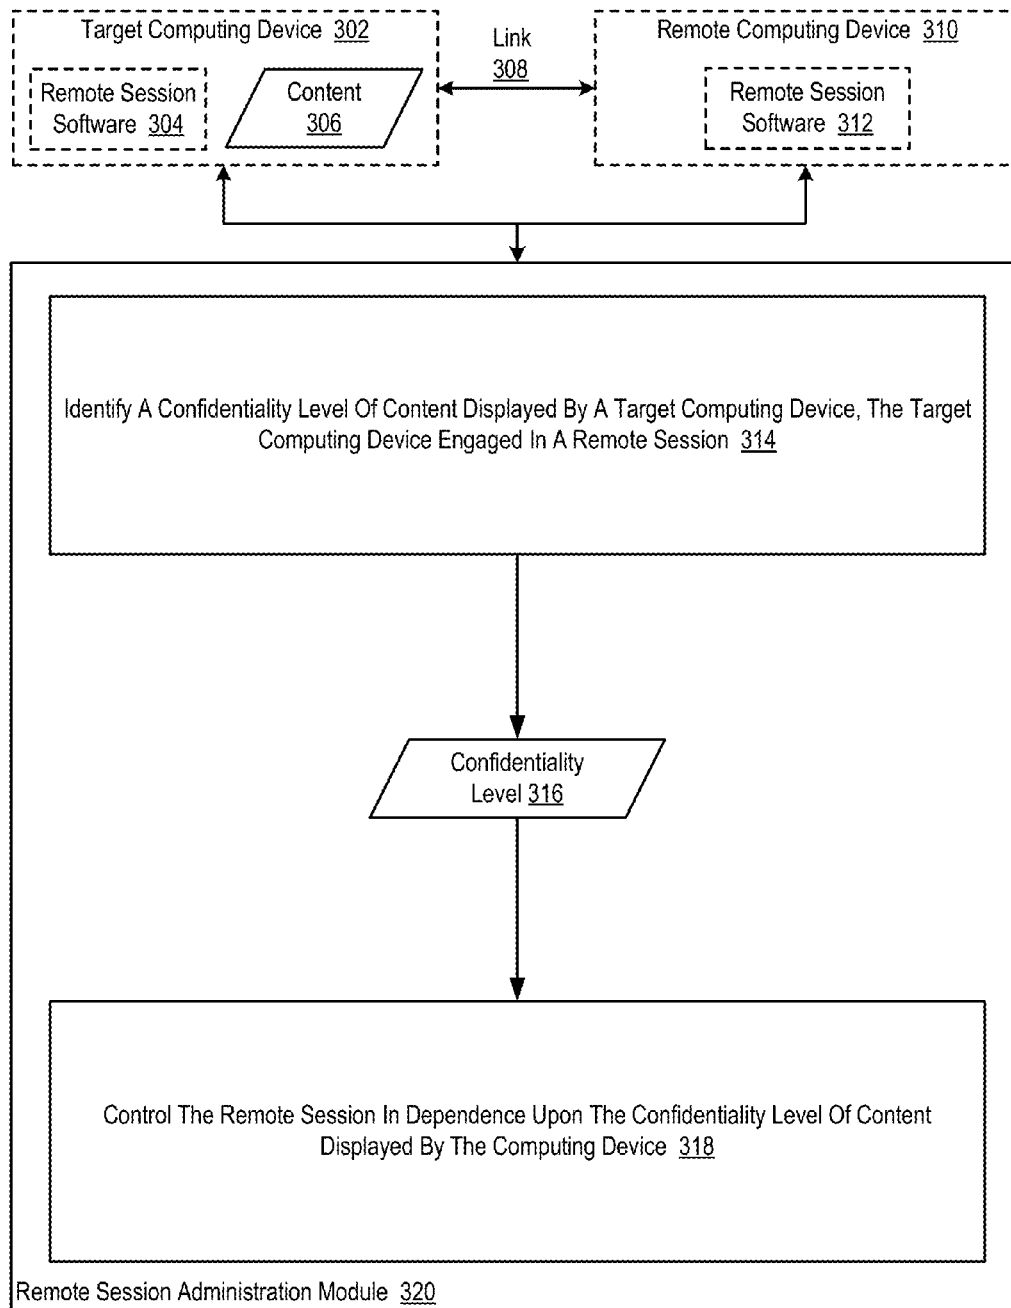 Target Computing Device 302
Remote Session
Software 304
Content
306
Link
308
Remote Computing Device 310
Remote Session
Software 312
Identify A Confidentiality Level Of Content Displayed By A Target Computing Device, The Target
Computing Device Engaged In A Remote Session 314
Confidentiality
Level 316
Control The Remote Session In Dependence Upon The Confidentiality Level Of Content
Displayed By The Computing Device 318
Remote Session Administration Module 320